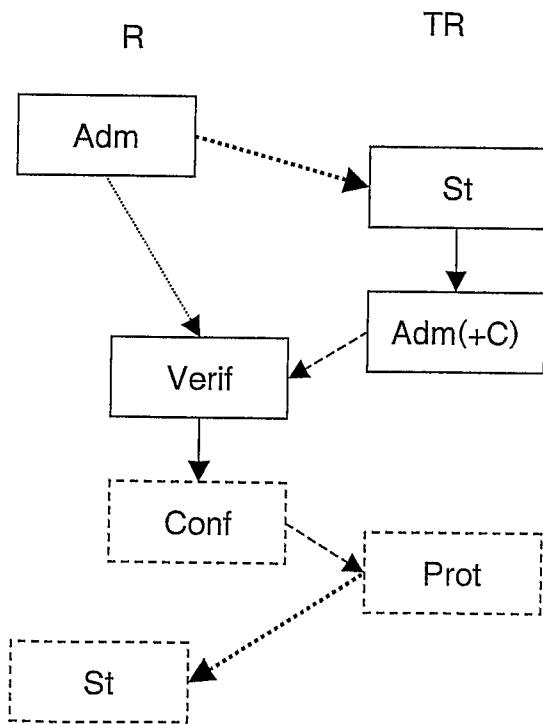 R
TR
Adm
St
Adm(+C)
Verif
Conf
Prot
St